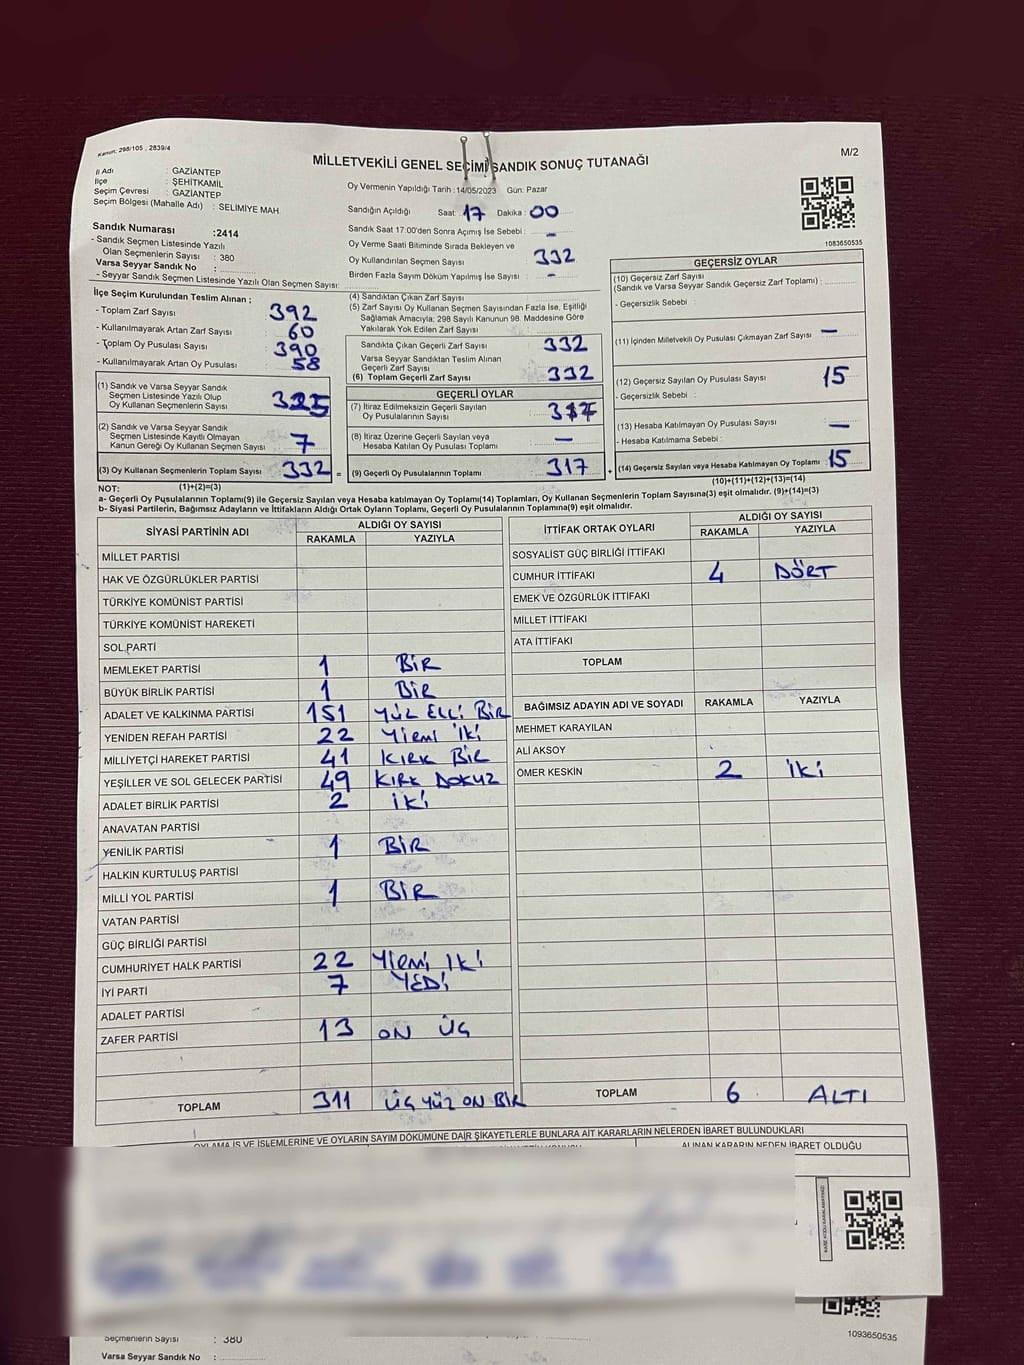 Kanun: 298/105 , 2839/4
MİLLETVEKİLİ GENEL SEÇİMİ SANDIK SONUÇ TUTANAĞI
M/2
İl Adı : GAZİANTEP
İlçe : ŞEHİTKAMİL
Seçim Çevresi : GAZİANTEP
Seçim Bölgesi (Mahalle Adı) : SELİMİYE MAH.
Oy Vermenin Yapıldığı Tarih : 14/05/2023 Gün: Pazar
Sandığın Açıldığı Saat: 17 Dakika : 00
Sandık Saat 17:00'den Sonra Açımış İse Sebebi : -
Oy Verme Saati Bitiminde Sırada Bekleyen ve
Oy Kullandırılan Seçmen Sayısı 332
Birden Fazla Sayım Döküm Yapılmış İse Sayısı : -
1083650535
Sandık Numarası :2414
- Sandık Seçmen Listesinde Yazılı
Olan Seçmenlerin Sayısı : 380
Varsa Seyyar Sandık No :
- Seyyar Sandık Seçmen Listesinde Yazılı Olan Seçmen Sayısı:
İlçe Seçim Kurulundan Teslim Alınan ;
- Toplam Zarf Sayısı 392
- Kullanılmayarak Artan Zarf Sayısı 60
- Toplam Oy Pusulası Sayısı 390
- Kullanılmayarak Artan Oy Pusulası 58
(1) Sandık ve Varsa Seyyar Sandık
Seçmen Listesinde Yazılı Olup
Oy Kullanan Seçmenlerin Sayısı 325
(2) Sandık ve Varsa Seyyar Sandık
Seçmen Listesinde Kayıtlı Olmayan
Kanun Gereği Oy Kullanan Seçmen Sayısı 7
(3) Oy Kullanan Seçmenlerin Toplam Sayısı 332 =
(4) Sandıktan Çıkan Zarf Sayısı
(5) Zarf Sayısı Oy Kullanan Seçmen Sayısından Fazla İse, Eşitliği
Sağlamak Amacıyla; 298 Sayılı Kanunun 98. Maddesine Göre
Yakılarak Yok Edilen Zarf Sayısı
Sandıkta Çıkan Geçerli Zarf Sayısı 332
Varsa Seyyar Sandıktan Teslim Alınan
Geçerli Zarf Sayısı
(6) Toplam Geçerli Zarf Sayısı 332
GEÇERLİ OYLAR
(7) İtiraz Edilmeksizin Geçerli Sayılan
Oy Pusulalarının Sayısı 317
(8) İtiraz Üzerine Geçerli Sayılan veya
Hesaba Katılan Oy Pusulası Toplamı -
(9) Geçerli Oy Pusulalarının Toplamı 317 +
GEÇERSİZ OYLAR
(10) Geçersiz Zarf Sayısı
(Sandık ve Varsa Seyyar Sandık Geçersiz Zarf Toplamı) :
- Geçersizlik Sebebi :
(11) İçinden Milletvekili Oy Pusulası Çıkmayan Zarf Sayısı -
(12) Geçersiz Sayılan Oy Pusulası Sayısı 15
- Geçersizlik Sebebi :
(13) Hesaba Katılmayan Oy Pusulası Sayısı -
- Hesaba Katılmama Sebebi :
(14) Geçersiz Sayılan veya Hesaba Katılmayan Oy Toplamı 15
NOT: (1)+(2)=(3)
(10)+(11)+(12)+(13)=(14)
a- Geçerli Oy Pusulalarının Toplamı(9) ile Geçersiz Sayılan veya Hesaba katılmayan Oy Toplamı(14) Toplamları, Oy Kullanan Seçmenlerin Toplam Sayısına(3) eşit olmalıdır. (9)+(14)=(3)
b- Siyasi Partilerin, Bağımsız Adayların ve İttifakların Aldığı Ortak Oyların Toplamı, Geçerli Oy Pusulalarının Toplamına(9) eşit olmalıdır.
SİYASİ PARTİNİN ADI ALDIĞI OY SAYISI
RAKAMLA YAZIYLA
MİLLET PARTİSİ
HAK VE ÖZGÜRLÜKLER PARTİSİ
TÜRKİYE KOMÜNİST PARTİSİ
TÜRKİYE KOMÜNİST HAREKETİ
SOL PARTİ
MEMLEKET PARTİSİ 1 BİR
BÜYÜK BİRLİK PARTİSİ 1 BİR
ADALET VE KALKINMA PARTİSİ 151 YÜZ ELLİ BİR
YENİDEN REFAH PARTİSİ 22 YİRMİ İKİ
MİLLİYETÇİ HAREKET PARTİSİ 41 KIRK BİR
YEŞİLLER VE SOL GELECEK PARTİSİ 49 KIRK DOKUZ
ADALET BİRLİK PARTİSİ 2 İKİ
ANAVATAN PARTİSİ
YENİLİK PARTİSİ 1 BİR
HALKIN KURTULUŞ PARTİSİ
MİLLİ YOL PARTİSİ 1 BİR
VATAN PARTİSİ
GÜÇ BİRLİĞİ PARTİSİ
CUMHURİYET HALK PARTİSİ 22 YİRMİ İKİ
İYİ PARTİ 7 YEDİ
ADALET PARTİSİ
ZAFER PARTİSİ 13 ON ÜÇ
TOPLAM 311 ÜÇ YÜZ ON BİR
İTTİFAK ORTAK OYLARI ALDIĞI OY SAYISI
RAKAMLA YAZIYLA
SOSYALİST GÜÇ BİRLİĞİ İTTİFAKI
CUMHUR İTTİFAKI 4 DÖRT
EMEK VE ÖZGÜRLÜK İTTİFAKI
MİLLET İTTİFAKI
ATA İTTİFAKI
TOPLAM
BAĞIMSIZ ADAYIN ADI VE SOYADI RAKAMLA YAZIYLA
MEHMET KARAYILAN
ALİ AKSOY
ÖMER KESKİN 2 İKİ
TOPLAM 6 ALTI
OYLAMA İŞ VE İŞLEMLERİNE VE OYLARIN SAYIM DÖKÜMÜNE DAİR ŞİKAYETLERLE BUNLARA AİT KARARLARIN NELERDEN İBARET BULUNDUKLARI
ALINAN KARARIN NEDEN İBARET OLDUĞU
1093650535
Seçmenlerin Sayısı : 380
Varsa Seyyar Sandık No :